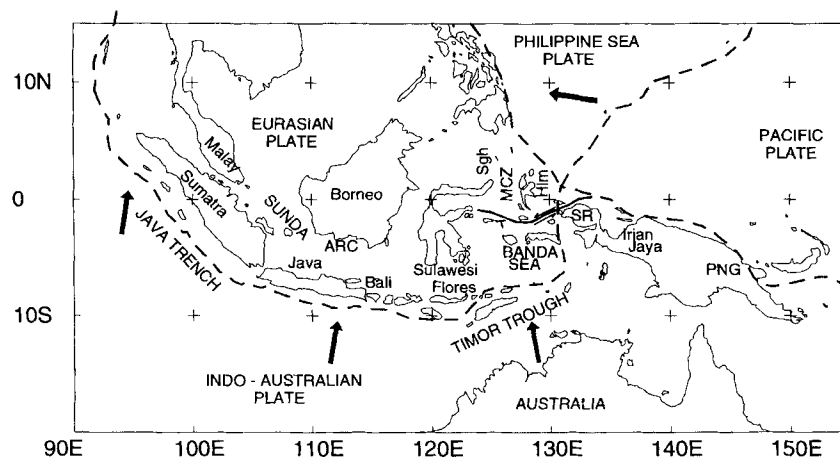 PHILIPPINE SEA
PLATE
10N
EURASIAN
PLATE
PACIFIC
PLATE
Malay
Sgh
MCZ
Hlm
0
Sumatra
Borneo
SUNDA
SR
ARC
Irian
Jaya
JAVA TRENCH
Java
BANDA
SEA
PNG
Bali
Sulawesi
Flores
10S
TIMOR TROUGH
INDO - AUSTRALIAN
PLATE
AUSTRALIA
90E
100E
110E
120E
130E
140E
150E